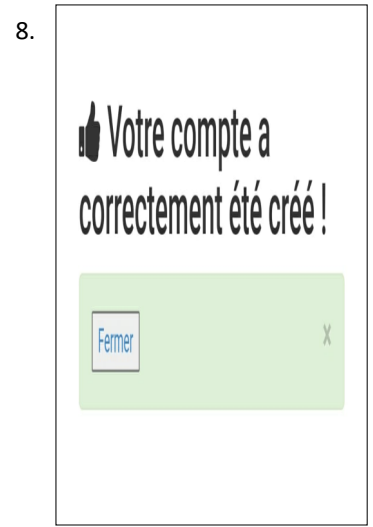 8.
Votre compte a
correctement été créé !
Fermer
×